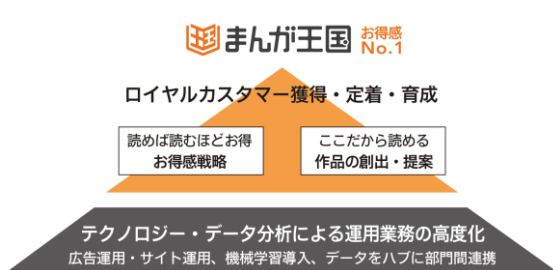 まんが王国
お得感
No.1
ロイヤルカスタマー獲得・定着・育成
読めば読むほどお得
お得感戦略
ここだから読める
作品の創出・提案
テクノロジー・データ分析による運用業務の高度化
広告運用・サイト運用、機械学習導入、データをハブに部門間連携